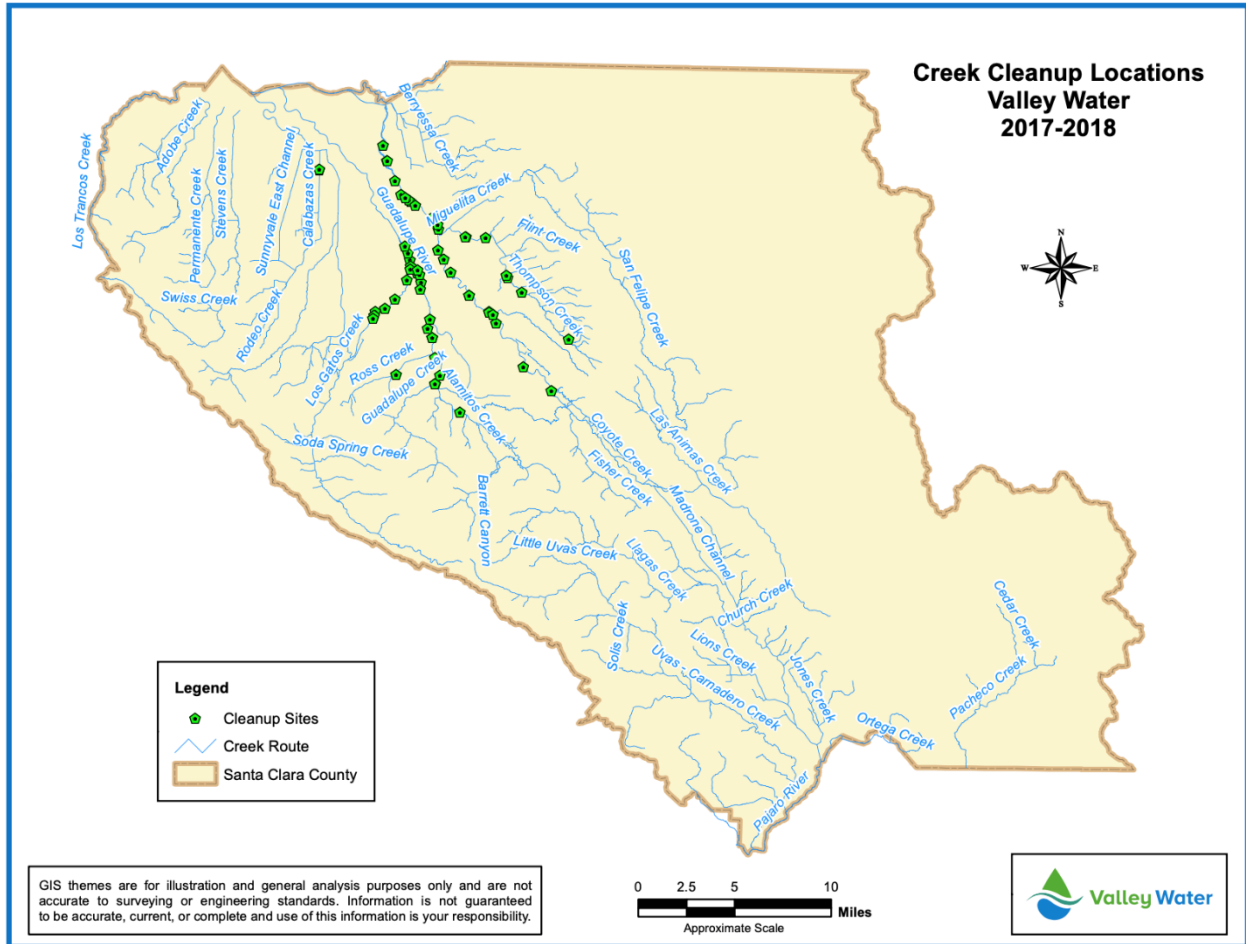 Creek Cleanup Locations
Valley Water
2017-2018
Berryessa Creek
Adobe Creek
Los Trancos Creek
Permanente Creek
Stevens Creek
Sunnyvale East Channel
Calabazas Creek
Guadalupe River
Miguelita Creek
Flint Creek
Thompson Creek
San Felipe Creek
N
W
E
S
Swiss Creek
Rodeo Creek
Los Gatos Creek
Ross Creek
Guadalupe Creek
Alamitos Creek
Soda Spring Creek
Barrett Canyon
Coyote Creek
Fisher Creek
Las Animas Creek
Madrone Channel
Little Uvas Creek
Llagas Creek
Church Creek
Solis Creek
Lions Creek
Uvas - Carnadero Creek
Jones Creek
Cedar Creek
Pacheco Creek
Ortega Creek
Pajaro River
Legend
Cleanup Sites
Creek Route
Santa Clara County
GIS themes are for illustration and general analysis purposes only and are not
accurate to surveying or engineering standards. Information is not guaranteed
to be accurate, current, or complete and use of this information is your responsibility.
0 2.5 5 10
Miles
Approximate Scale
Valley Water